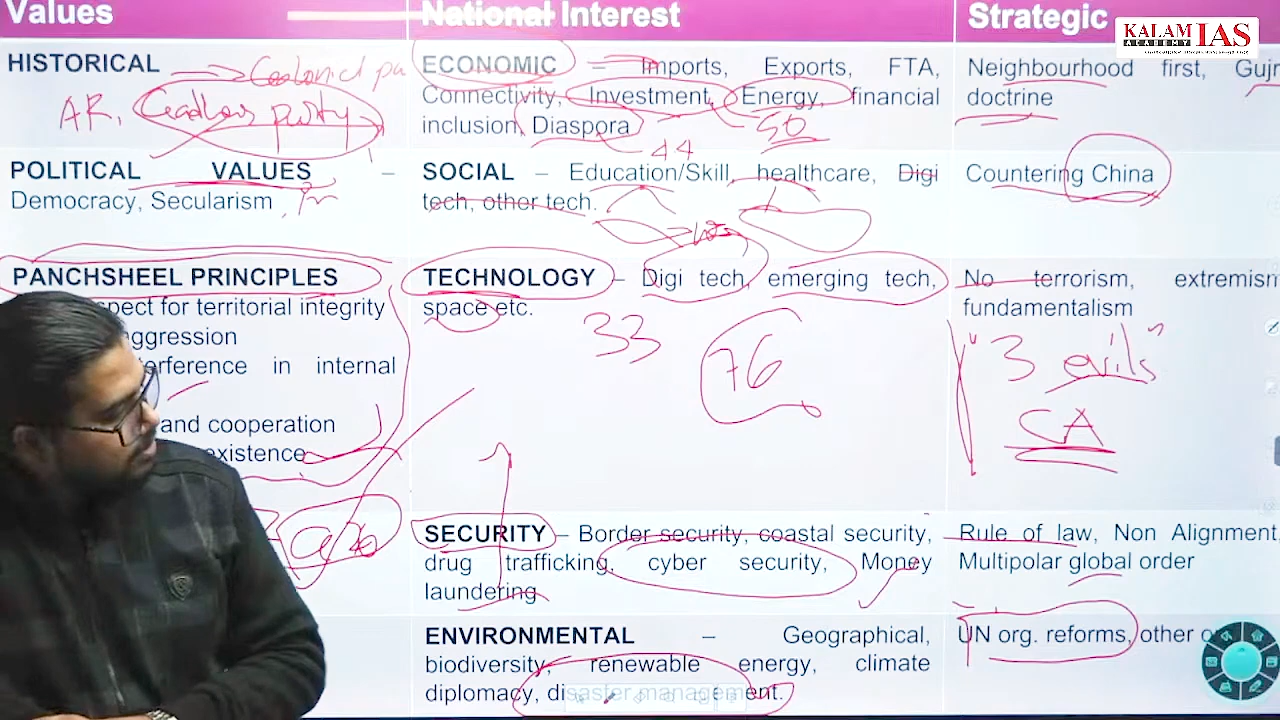 Values
National Interest
Strategic
KALAM IAS
ACADEMY
HISTORICAL
AR,
ECONOMIC – Imports, Exports, FTA,
Connectivity, Investment, Energy, financial
inclusion, Diaspora
50
44
Neighbourhood first, Gujr
doctrine
POLITICAL VALUES –
Democracy, Secularism
SOCIAL – Education/Skill, healthcare, Digi
tech, other tech.
Countering China
PANCHSHEEL PRINCIPLES
pect for territorial integrity
ggression
erference in internal
and cooperation
existence
TECHNOLOGY – Digi tech, emerging tech,
space etc.
33
76
No terrorism, extremism
fundamentalism
"3 evils"
CA
SECURITY – Border security, coastal security,
drug trafficking, cyber security, Money
laundering
Rule of law, Non Alignment,
Multipolar global order
ENVIRONMENTAL – Geographical,
biodiversity, renewable energy, climate
diplomacy, disaster management.
UN org. reforms, other o